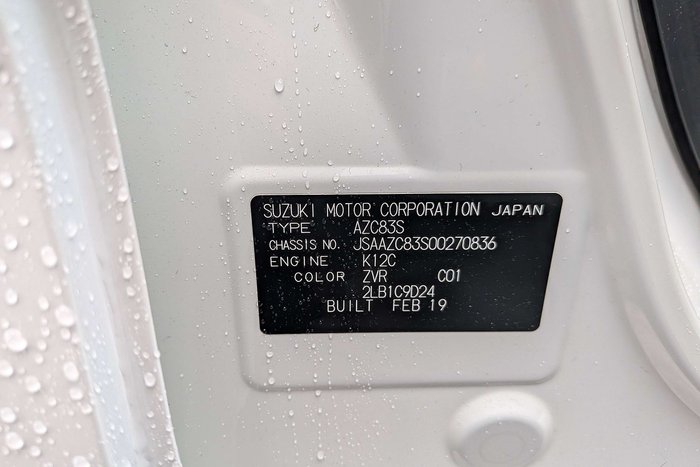 SUZUKI MOTOR CORPORATION JAPAN
TYPE AZC83S
CHASSIS NO. JSAAZC83S00270836
ENGINE K12C
COLOR ZVR C01
2LB1C9D24
BUILT FEB 19